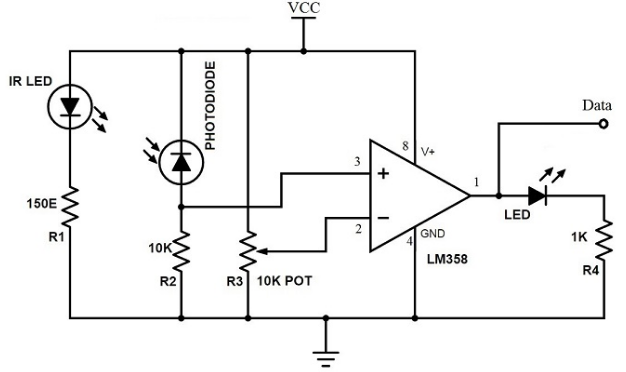 VCC
IR LED
PHOTODIODE
Data
8
V+
3
+
1
150E
R1
10K
R2
R3
10K POT
2
−
4
GND
LM358
LED
1K
R4